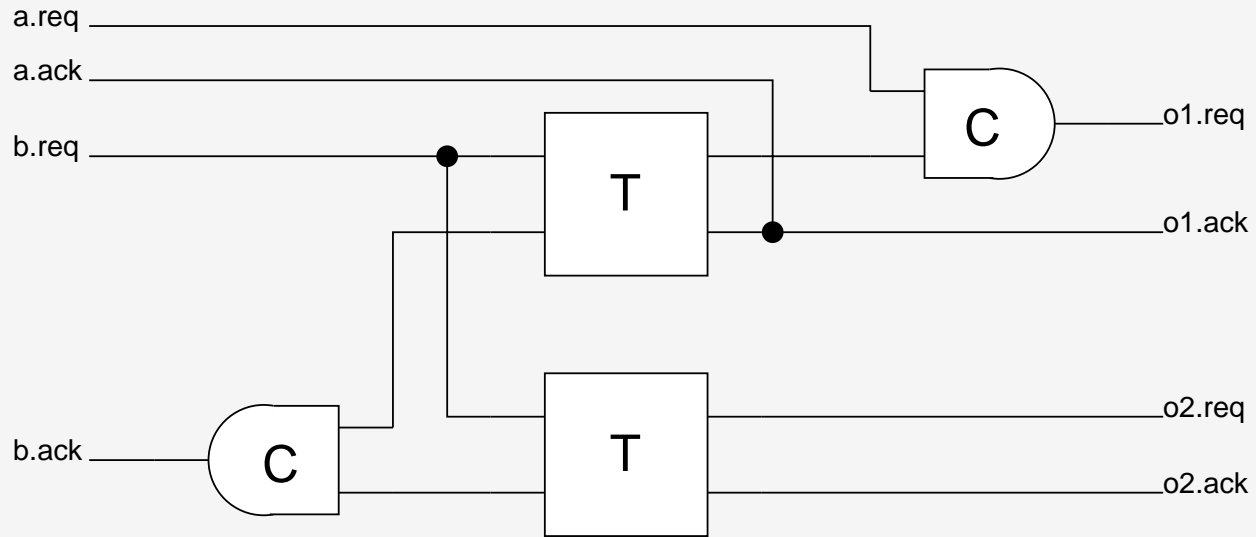 a.req
a.ack
b.req
T
C
o1.req
o1.ack
b.ack
C
T
o2.req
o2.ack